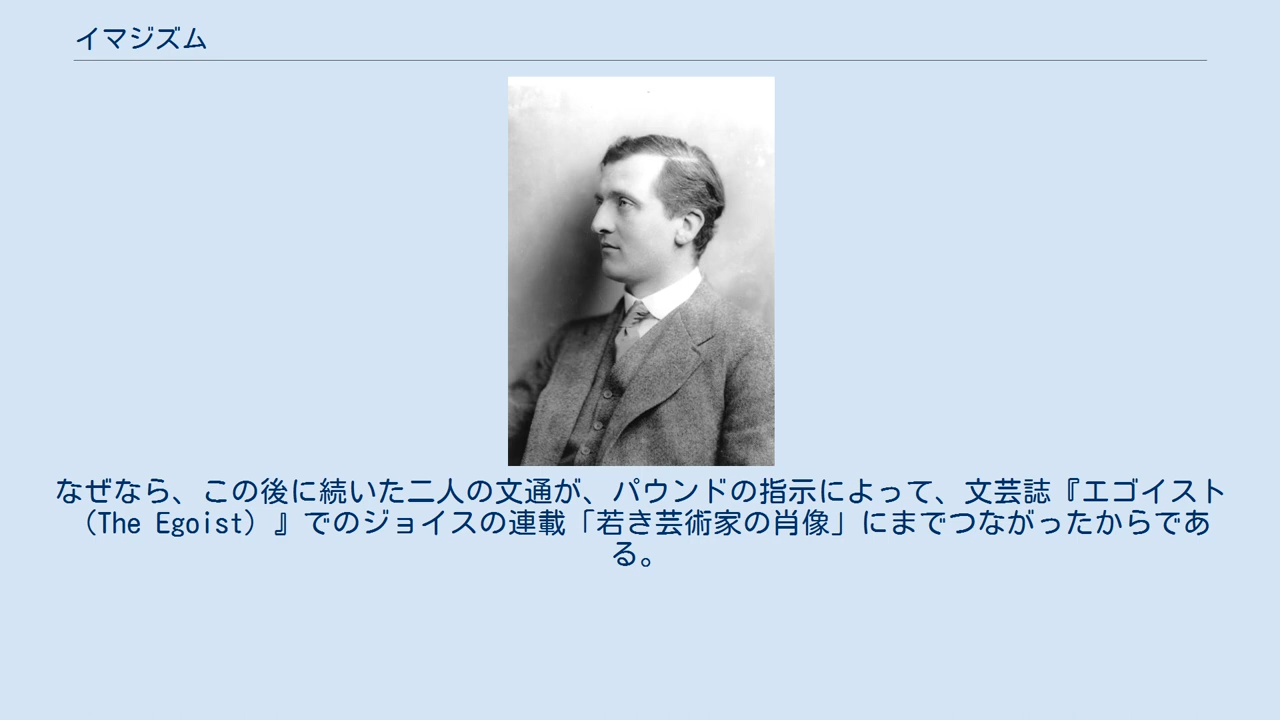 イマジズム
なぜなら、この後に続いた二人の文通が、パウンドの指示によって、文芸誌『エゴイスト
（The Egoist）』でのジョイスの連載「若き芸術家の肖像」にまでつながったからであ
る。